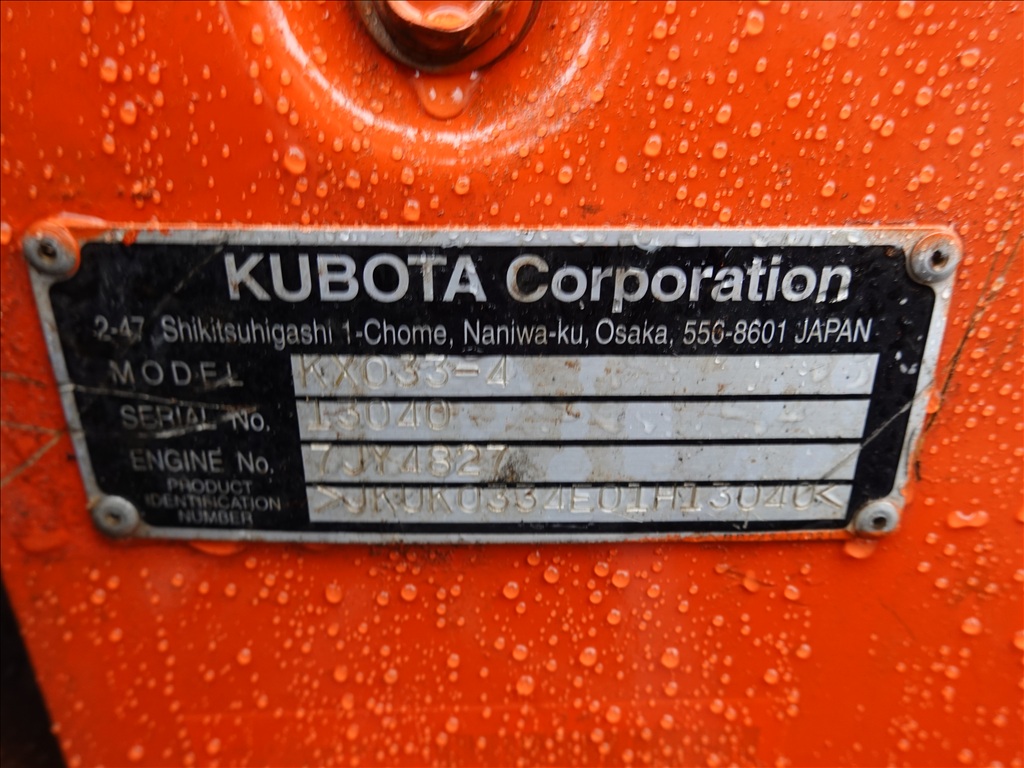 KUBOTA Corporation
2-47, Shikitsuhigashi 1-Chome, Naniwa-ku, Osaka, 556-8601 JAPAN
MODEL KX033-4
SERIAL No. 13040
ENGINE No. 7JY4827
PRODUCT
IDENTIFICATION
NUMBER >JKUK0334E01H13040<